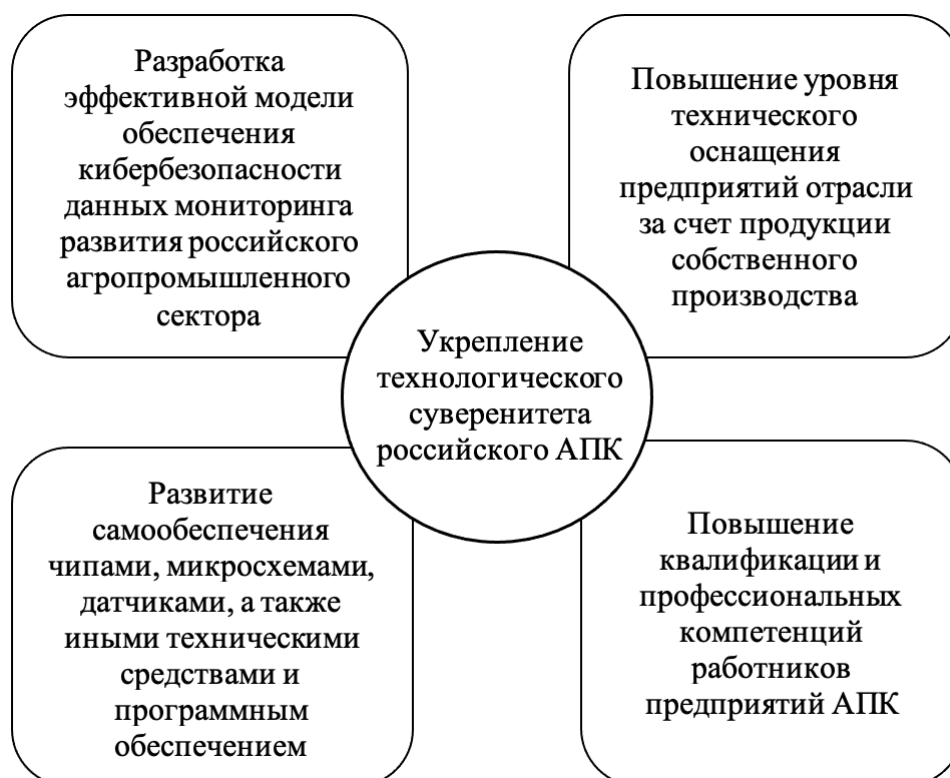 Разработка
эффективной модели
обеспечения
кибербезопасности
данных мониторинга
развития российского
агропромышленного
сектора
Повышение уровня
технического
оснащения
предприятий отрасли
за счет продукции
собственного
производства
Укрепление
технологического
суверенитета
российского АПК
Развитие
самообеспечения
чипами, микросхемами,
датчиками, а также
иными техническими
средствами и
программным
обеспечением
Повышение
квалификации и
профессиональных
компетенций
работников
предприятий АПК